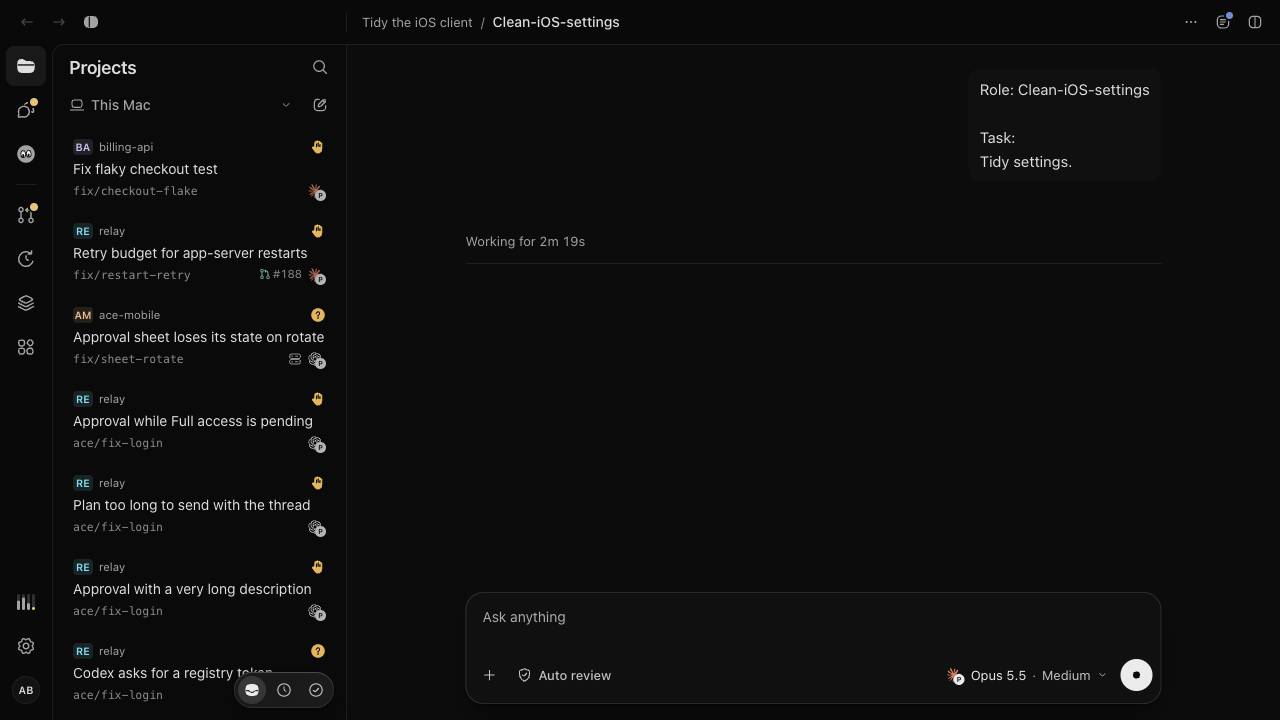 Tidy the iOS client / Clean-iOS-settings
Projects
This Mac
BA billing-api
Fix flaky checkout test
fix/checkout-flake
P
RE relay
Retry budget for app-server restarts
fix/restart-retry #188
P
AM ace-mobile
?
Approval sheet loses its state on rotate
fix/sheet-rotate
P
RE relay
Approval while Full access is pending
ace/fix-login
P
RE relay
Plan too long to send with the thread
ace/fix-login
P
RE relay
Approval with a very long description
ace/fix-login
P
RE relay
?
Codex asks for a registry token
ace/fix-login
AB
Role: Clean-iOS-settings
Task:
Tidy settings.
Working for 2m 19s
Ask anything
Auto review
P
Opus 5.5 · Medium